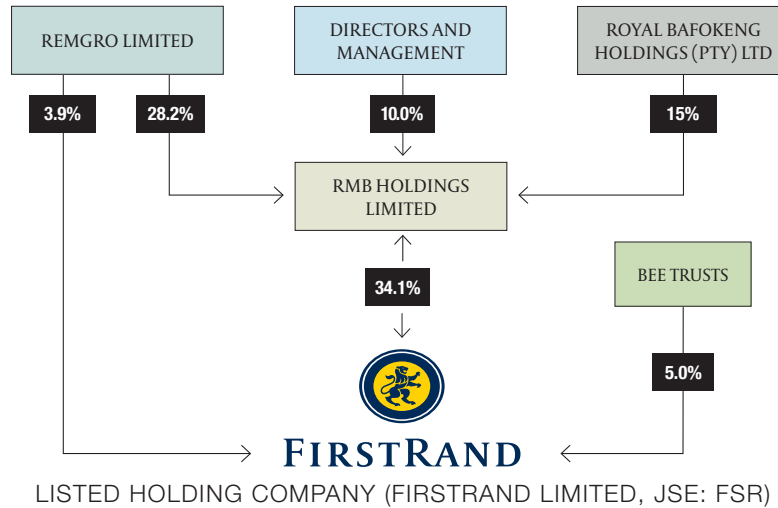 REMGRO LIMITED
DIRECTORS AND
MANAGEMENT
ROYAL BAFOKENG
HOLDINGS (PTY) LTD
3.9%
28.2%
10.0%
15%
RMB HOLDINGS
LIMITED
34.1%
BEE TRUSTS
5.0%
FIRSTRAND
LISTED HOLDING COMPANY (FIRSTRAND LIMITED, JSE: FSR)